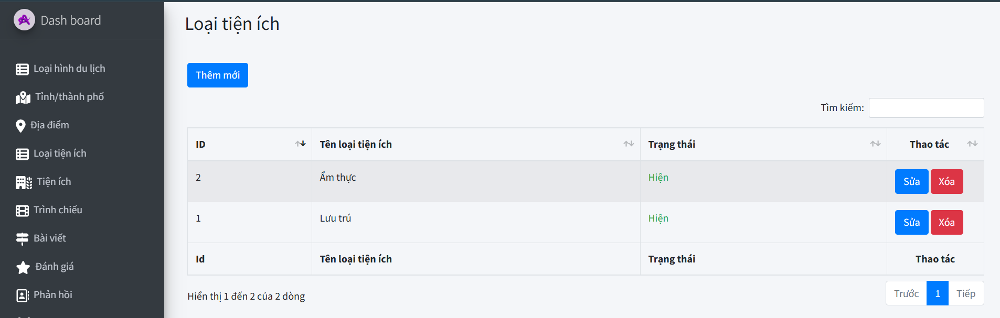 Dash board
Loại hình du lịch
Tỉnh/thành phố
Địa điểm
Loại tiện ích
Tiện ích
Trình chiếu
Bài viết
Đánh giá
Phản hồi
Loại tiện ích
Thêm mới
Tìm kiếm:
ID Tên loại tiện ích Trạng thái Thao tác
2 Ẩm thực Hiện Sửa Xóa
1 Lưu trú Hiện Sửa Xóa
Id Tên loại tiện ích Trạng thái Thao tác
Hiển thị 1 đến 2 của 2 dòng
Trước 1 Tiếp